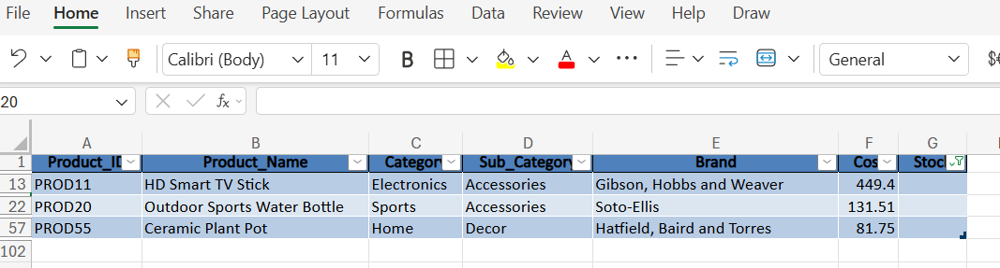 File Home Insert Share Page Layout Formulas Data Review View Help Draw
Calibri (Body) 11 B A ... General $
20 fx
A B C D E F G
1 Product_I Product_Name Categor Sub_Categor Brand Cos Stoc
13 PROD11 HD Smart TV Stick Electronics Accessories Gibson, Hobbs and Weaver 449.4
22 PROD20 Outdoor Sports Water Bottle Sports Accessories Soto-Ellis 131.51
57 PROD55 Ceramic Plant Pot Home Decor Hatfield, Baird and Torres 81.75
102